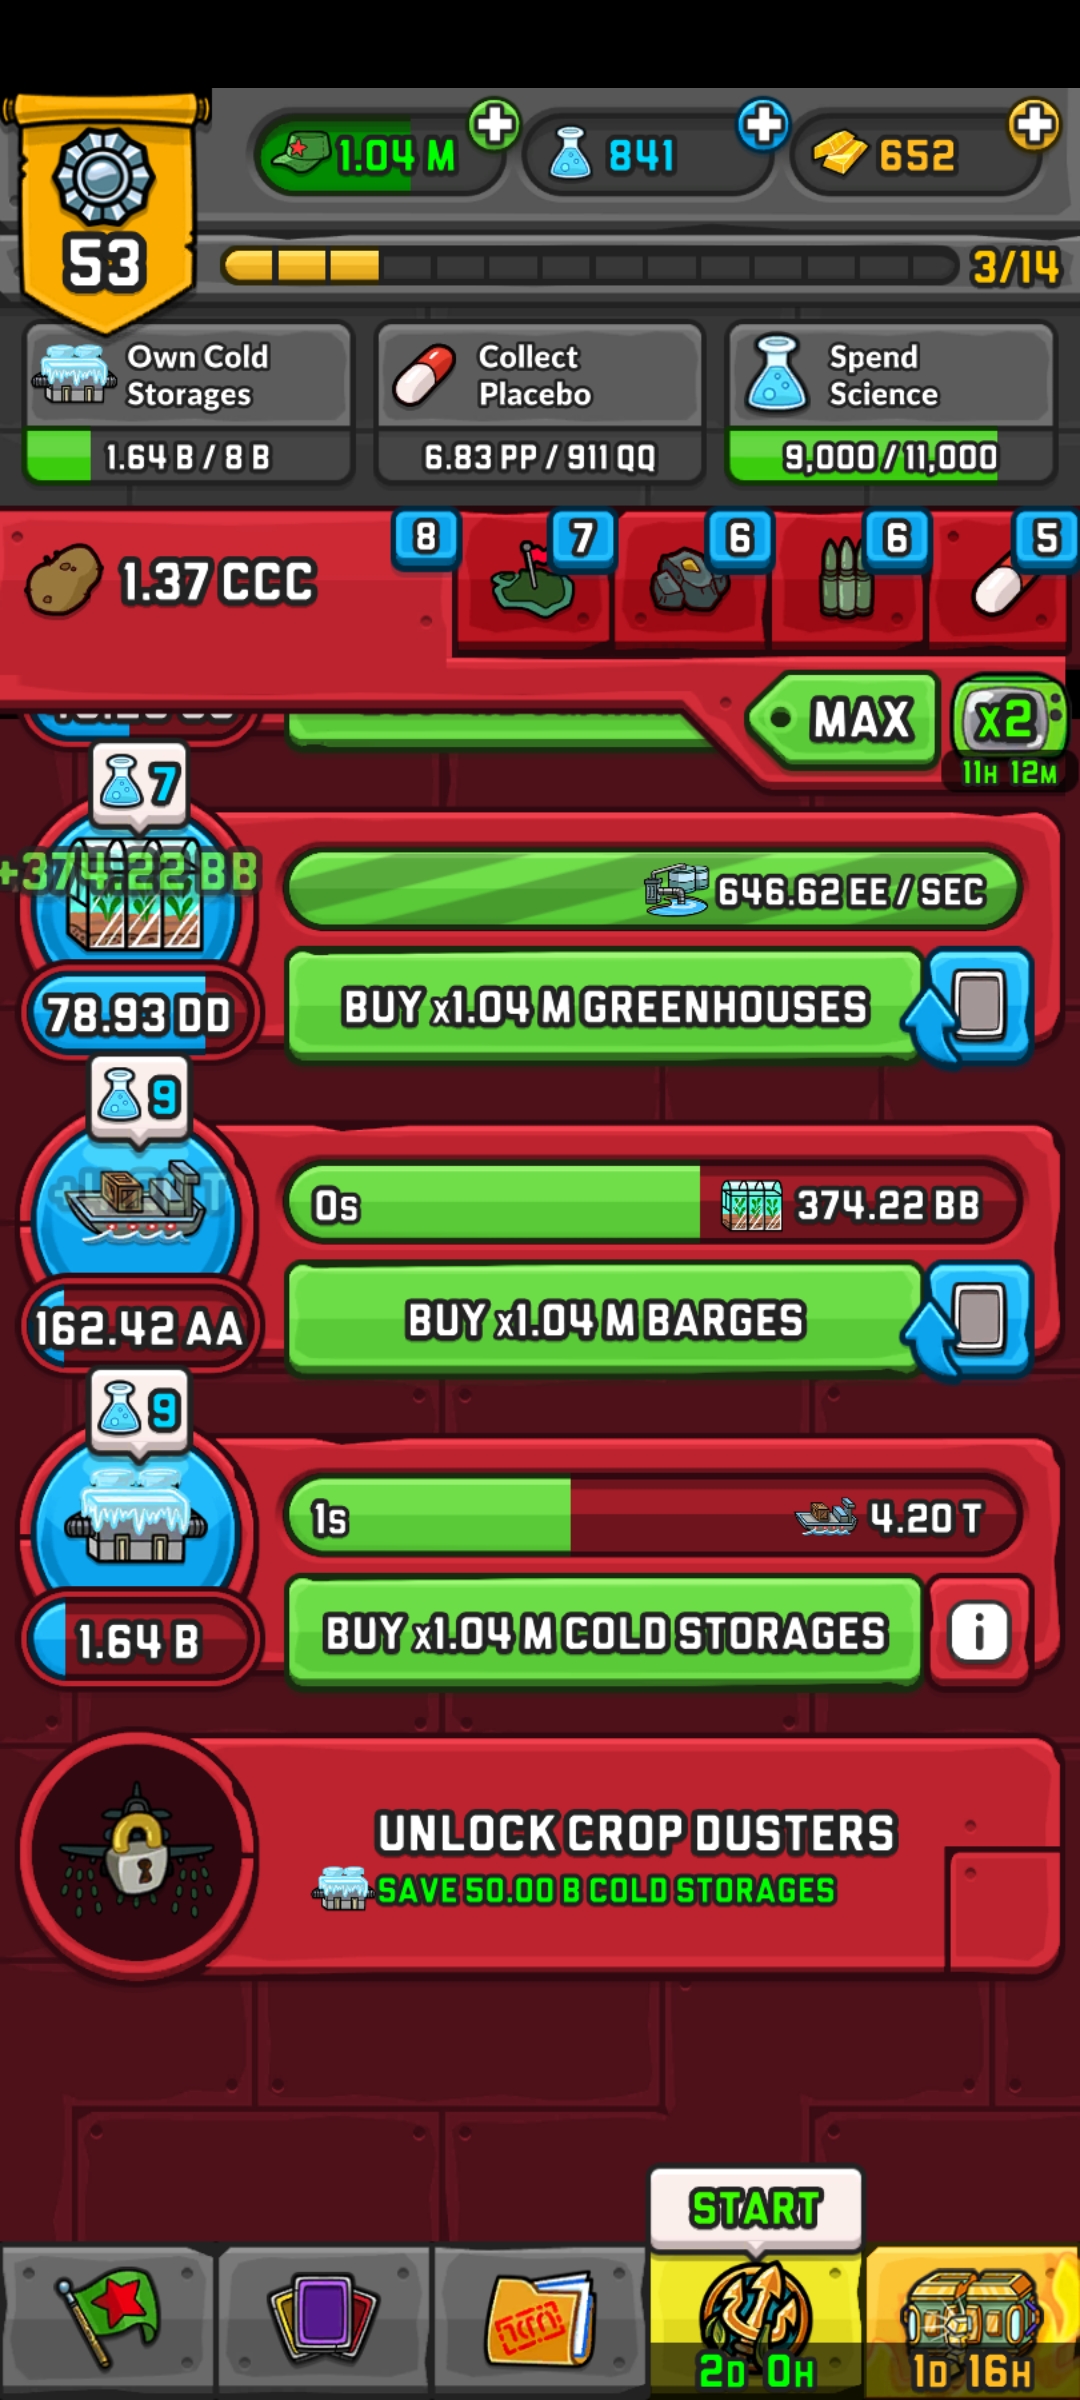 1.04 M
841
652
53
3/14
Own Cold
Storages
1.64 B / 8 B
Collect
Placebo
6.83 PP / 911 QQ
Spend
Science
9,000 / 11,000
1.37 CCC
8
7
6
6
5
MAX
x2
11H 12M
7
+374.22 BB
646.62 EE / SEC
78.93 DD
BUY x1.04 M GREENHOUSES
9
0s
374.22 BB
162.42 AA
BUY x1.04 M BARGES
9
1s
4.20 T
1.64 B
BUY x1.04 M COLD STORAGES
i
UNLOCK CROP DUSTERS
SAVE 50.00 B COLD STORAGES
START
2D 0H
1D 16H